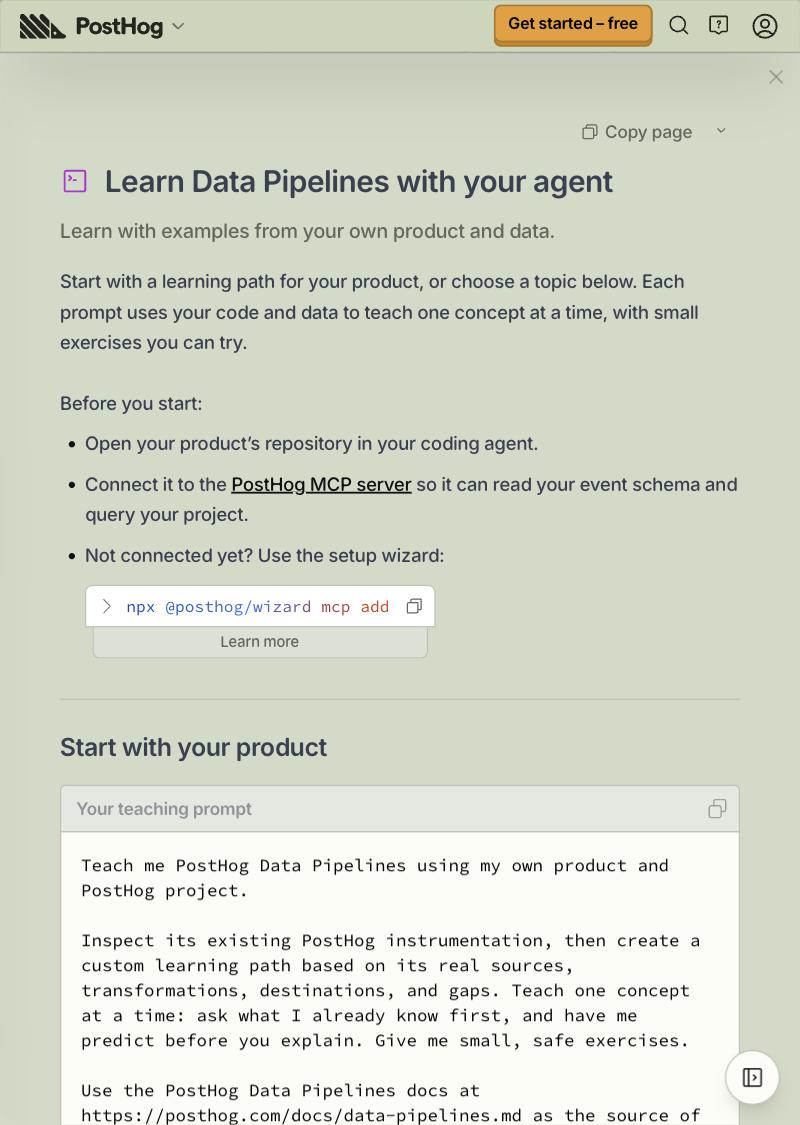 PostHog
Get started – free
Copy page
Learn Data Pipelines with your agent
Learn with examples from your own product and data.
Start with a learning path for your product, or choose a topic below. Each
prompt uses your code and data to teach one concept at a time, with small
exercises you can try.
Before you start:
• Open your product’s repository in your coding agent.
• Connect it to the PostHog MCP server so it can read your event schema and
query your project.
• Not connected yet? Use the setup wizard:
npx @posthog/wizard mcp add
Learn more
Start with your product
Your teaching prompt
Teach me PostHog Data Pipelines using my own product and
PostHog project.
Inspect its existing PostHog instrumentation, then create a
custom learning path based on its real sources,
transformations, destinations, and gaps. Teach one concept
at a time: ask what I already know first, and have me
predict before you explain. Give me small, safe exercises.
Use the PostHog Data Pipelines docs at
https://posthog.com/docs/data-pipelines.md as the source of